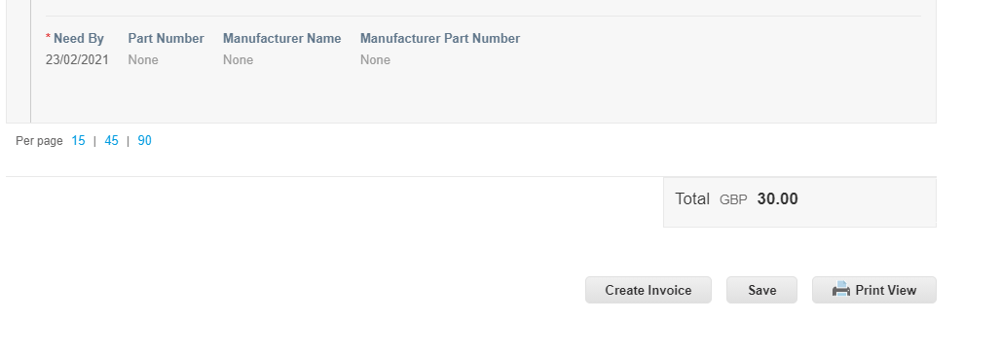 * Need By Part Number Manufacturer Name Manufacturer Part Number
23/02/2021 None None None
Per page 15 | 45 | 90
Total GBP 30.00
Create Invoice Save Print View